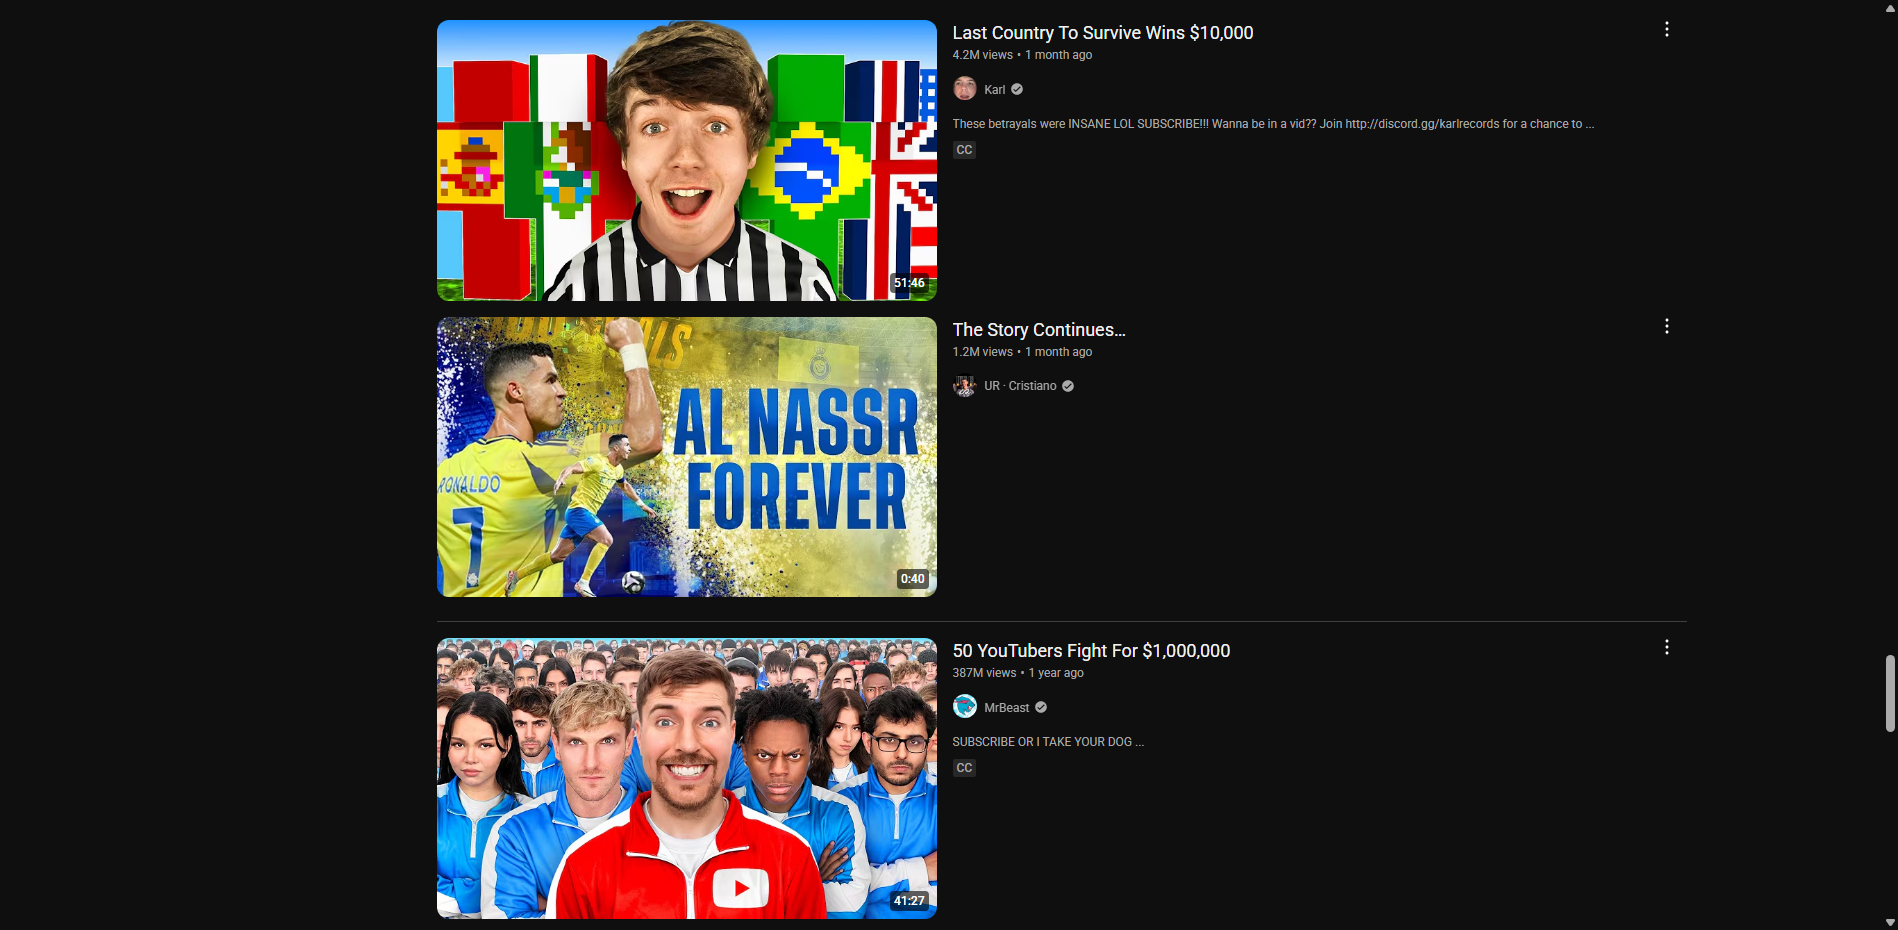 Last Country To Survive Wins $10,000
4.2M views • 1 month ago
Karl
These betrayals were INSANE LOL SUBSCRIBE!!! Wanna be in a vid?? Join http://discord.gg/karlrecords for a chance to ...
CC
51:46
The Story Continues...
1.2M views • 1 month ago
UR · Cristiano
AL NASSR
FOREVER
RONALDO
7
0:40
50 YouTubers Fight For $1,000,000
387M views • 1 year ago
MrBeast
SUBSCRIBE OR I TAKE YOUR DOG ...
CC
41:27